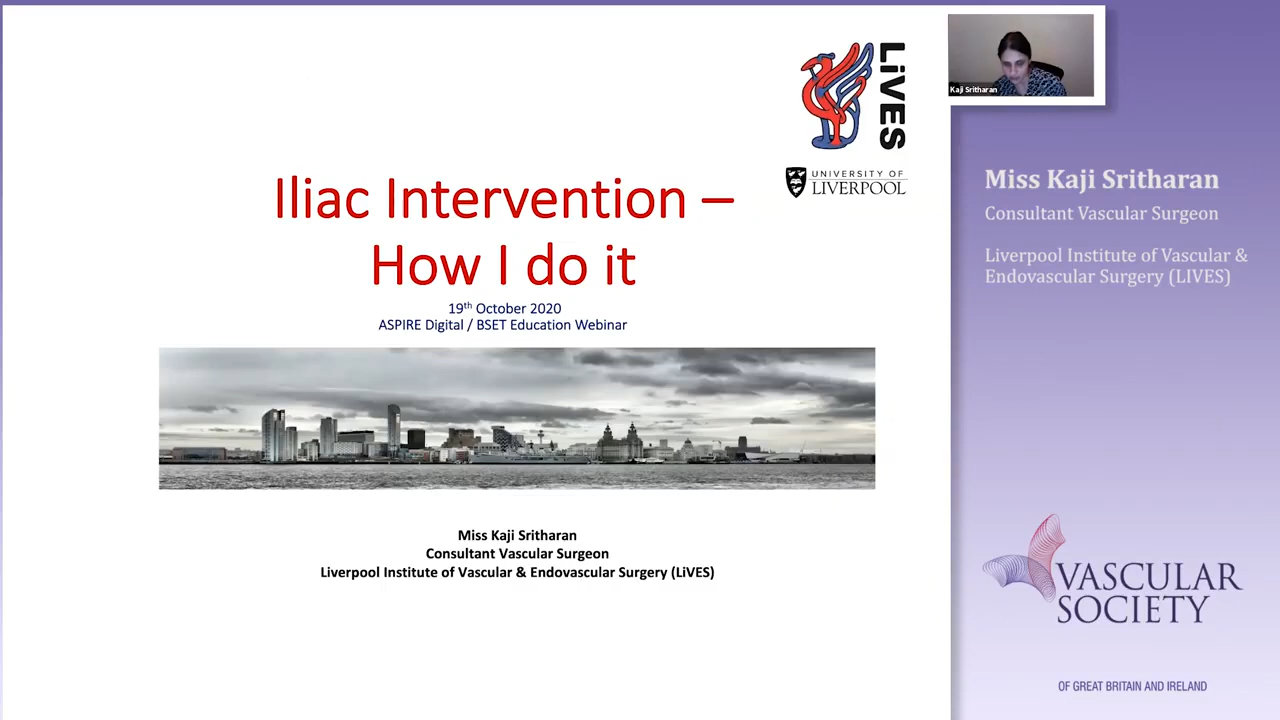 LiVES
UNIVERSITY OF
LIVERPOOL
Iliac Intervention –
How I do it
19th October 2020
ASPIRE Digital / BSET Education Webinar
Miss Kaji Sritharan
Consultant Vascular Surgeon
Liverpool Institute of Vascular & Endovascular Surgery (LiVES)
Kaji Sritharan
Miss Kaji Sritharan
Consultant Vascular Surgeon
Liverpool Institute of Vascular &
Endovascular Surgery (LIVES)
VASCULAR
SOCIETY
OF GREAT BRITAIN AND IRELAND